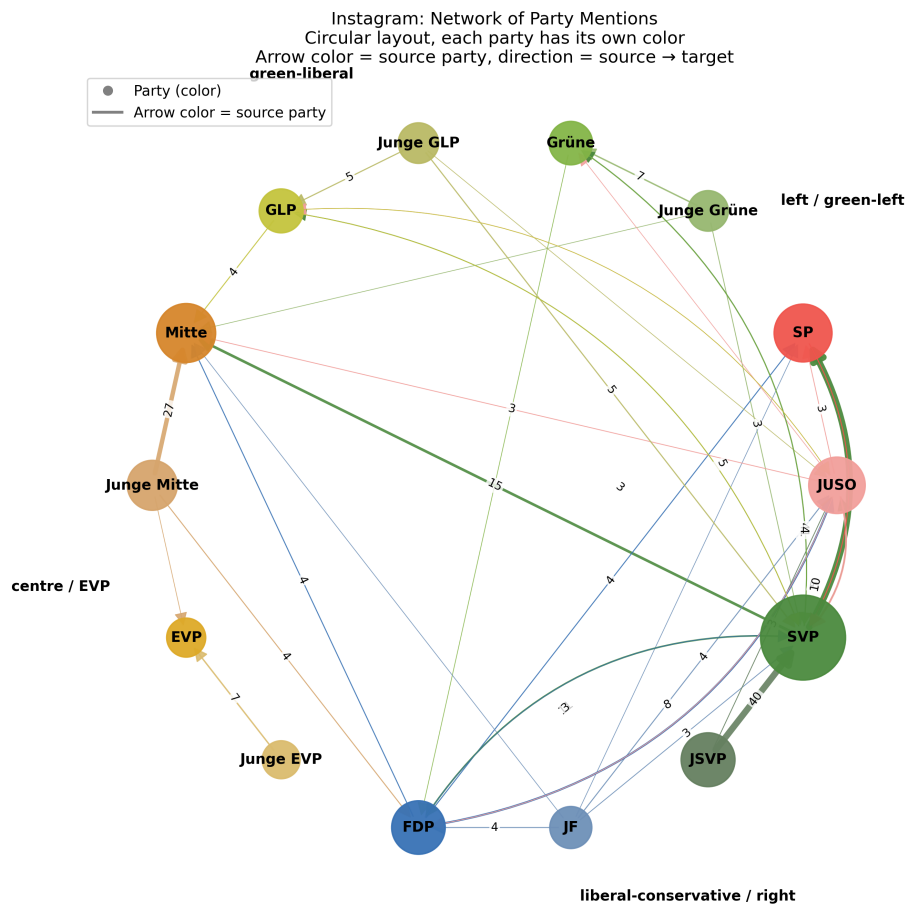 Instagram: Network of Party Mentions
Circular layout, each party has its own color
Arrow color = source party, direction = source → target
green-liberal
Party (color)
Arrow color = source party
Junge GLP
Grüne
5
7
left / green-left
GLP
Junge Grüne
4
Mitte
SP
5
27
3
3
3
5
Junge Mitte
15
3
JUSO
4
centre / EVP
4
4
10
EVP
SVP
4
4
7
8
40
3
3
Junge EVP
JSVP
FDP
4
JF
liberal-conservative / right